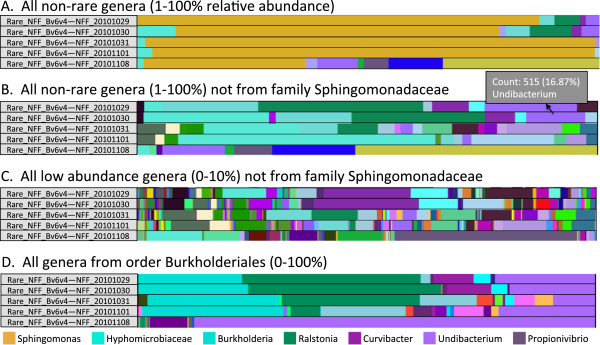 A. All non-rare genera (1-100% relative abundance)
Rare_NFF_Bv6v4—NFF_20101029
Rare_NFF_Bv6v4—NFF_20101030
Rare_NFF_Bv6v4—NFF_20101031
Rare_NFF_Bv6v4—NFF_20101101
Rare_NFF_Bv6v4—NFF_20101108
B. All non-rare genera (1-100%) not from family Sphingomonadaceae
Count: 515 (16.87%)
Undibacterium
Rare_NFF_Bv6v4—NFF_20101029
Rare_NFF_Bv6v4—NFF_20101030
Rare_NFF_Bv6v4—NFF_20101031
Rare_NFF_Bv6v4—NFF_20101101
Rare_NFF_Bv6v4—NFF_20101108
C. All low abundance genera (0-10%) not from family Sphingomonadaceae
Rare_NFF_Bv6v4—NFF_20101029
Rare_NFF_Bv6v4—NFF_20101030
Rare_NFF_Bv6v4—NFF_20101031
Rare_NFF_Bv6v4—NFF_20101101
Rare_NFF_Bv6v4—NFF_20101108
D. All genera from order Burkholderiales (0-100%)
Rare_NFF_Bv6v4—NFF_20101029
Rare_NFF_Bv6v4—NFF_20101030
Rare_NFF_Bv6v4—NFF_20101031
Rare_NFF_Bv6v4—NFF_20101101
Rare_NFF_Bv6v4—NFF_20101108
Sphingomonas Hyphomicrobiaceae Burkholderia Ralstonia Curvibacter Undibacterium Propionivibrio